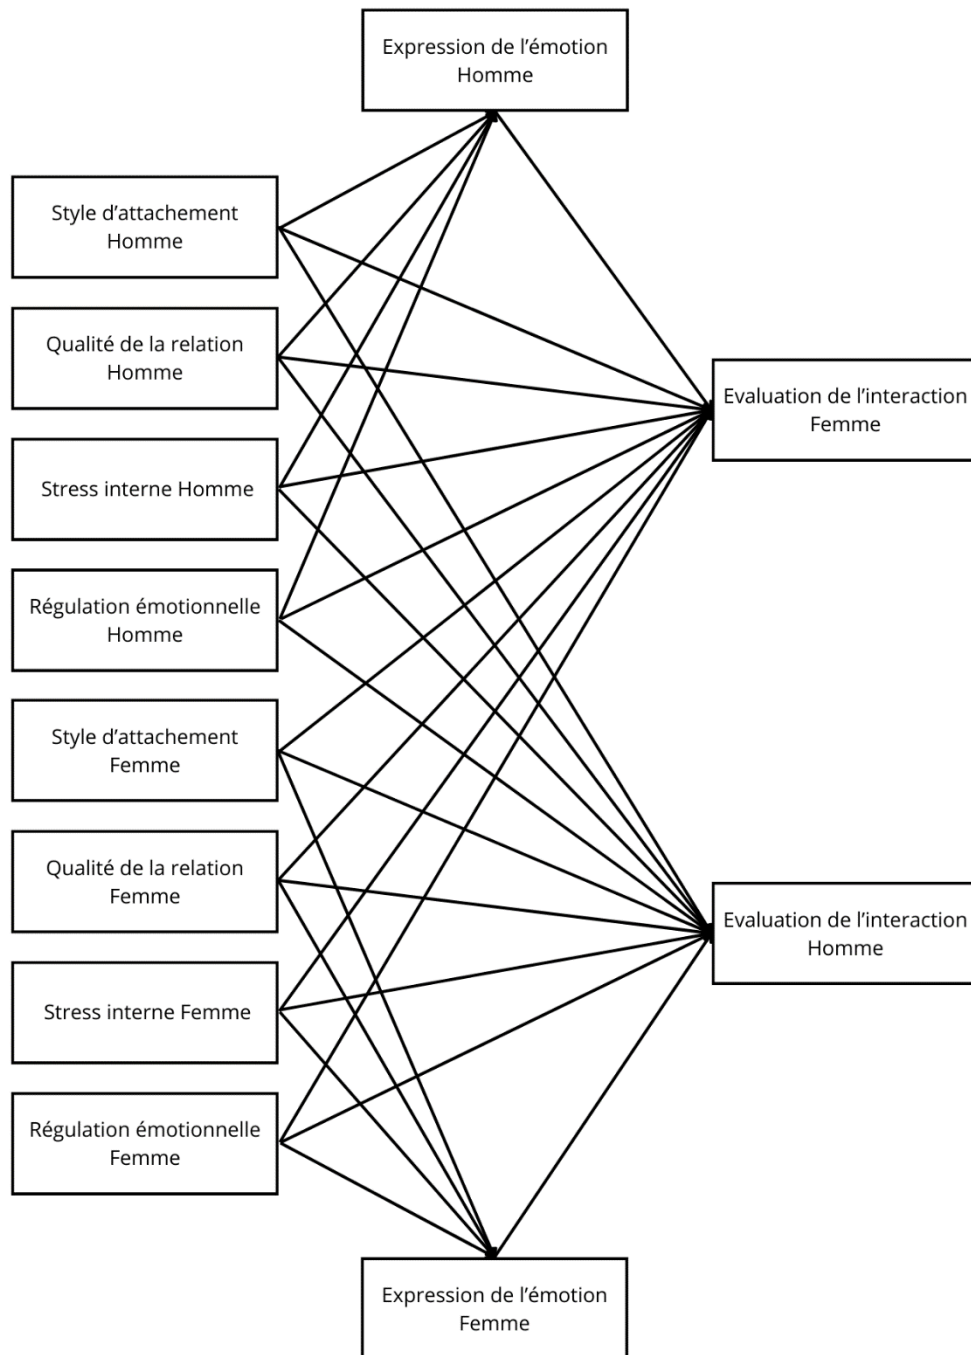 Expression de l'émotion
Homme
Style d'attachement
Homme
Qualité de la relation
Homme
Evaluation de l'interaction
Femme
Stress interne Homme
Régulation émotionnelle
Homme
Style d'attachement
Femme
Qualité de la relation
Femme
Evaluation de l'interaction
Homme
Stress interne Femme
Régulation émotionnelle
Femme
Expression de l'émotion
Femme